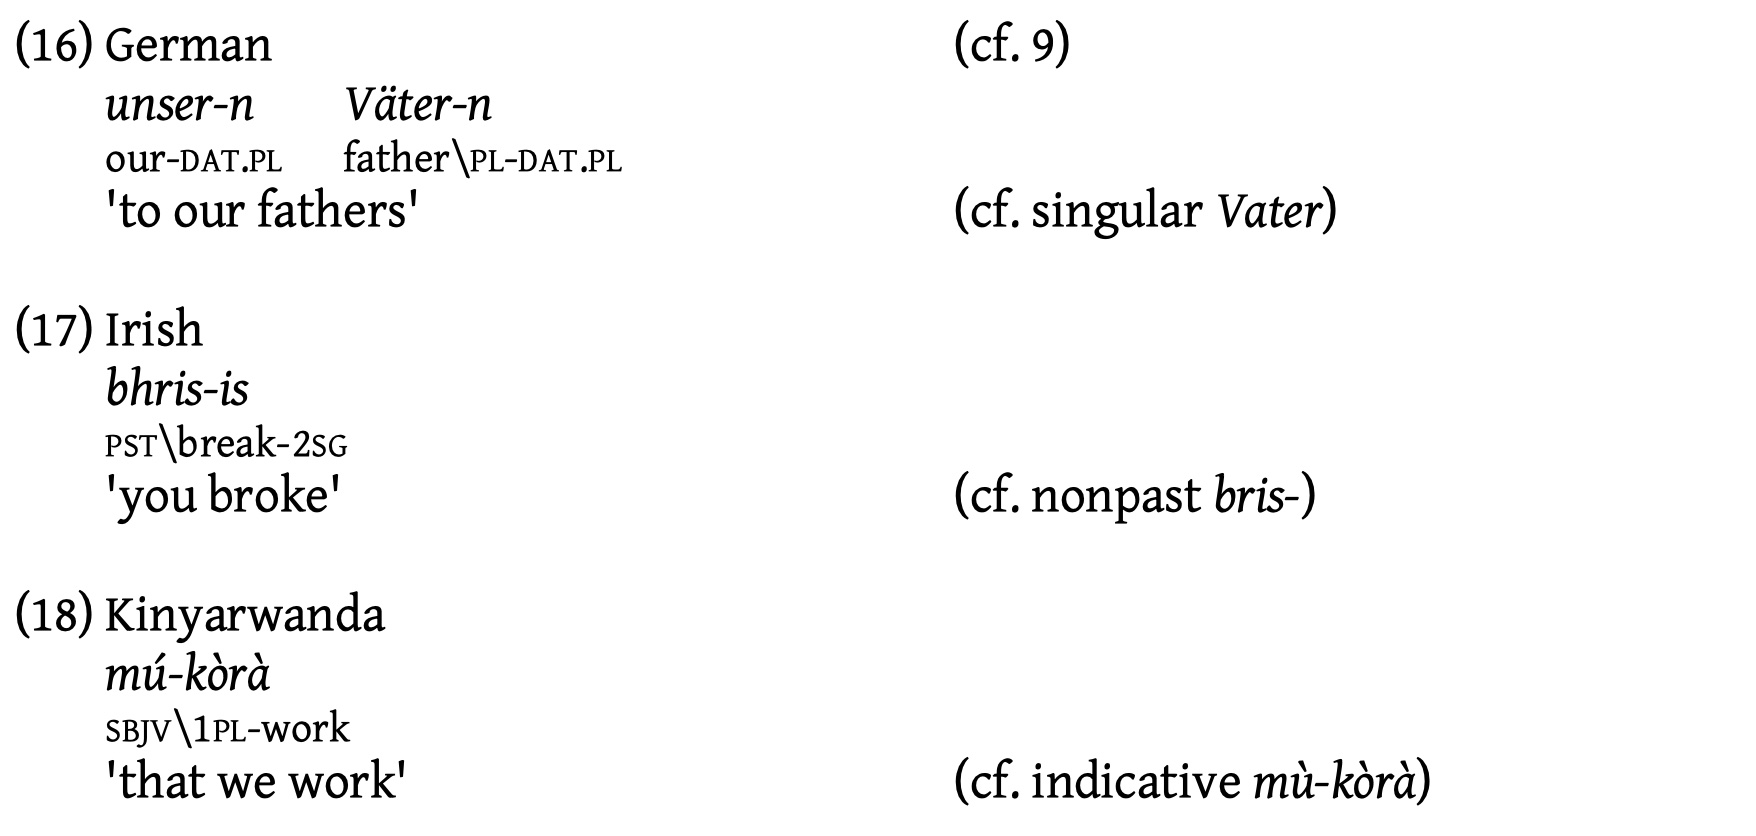 (16) German (cf. 9)
unser-n Väter-n
our-DAT.PL father\PL-DAT.PL
'to our fathers' (cf. singular Vater)
(17) Irish
bhris-is
PST\break-2SG
'you broke' (cf. nonpast bris-)
(18) Kinyarwanda
mú-kòrà
SBJV\1PL-work
'that we work' (cf. indicative mù-kòrà)